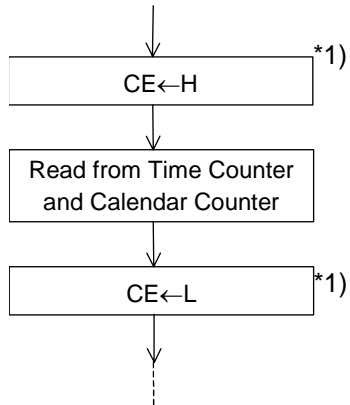 *1)
CE←H
Read from Time Counter
and Calendar Counter
*1)
CE←L